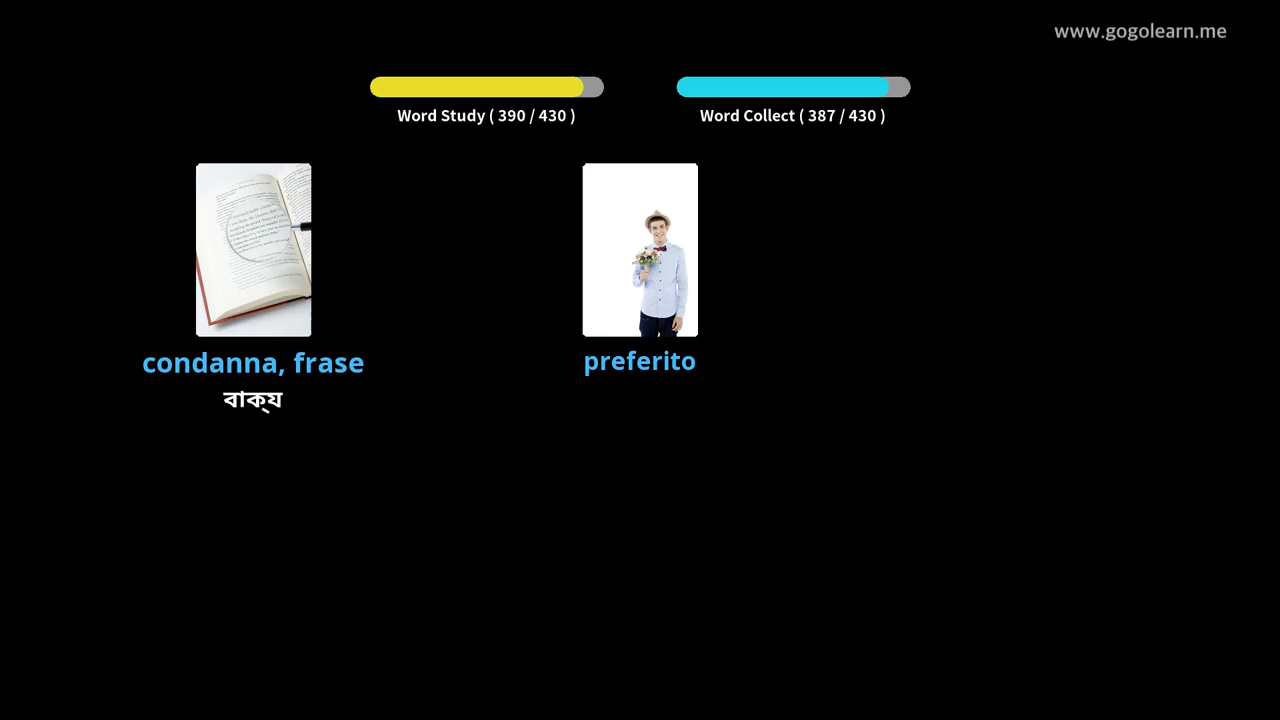 www.gogolearn.me
Word Study ( 390 / 430 )
Word Collect ( 387 / 430 )
condanna, frase
বাক্য
preferito